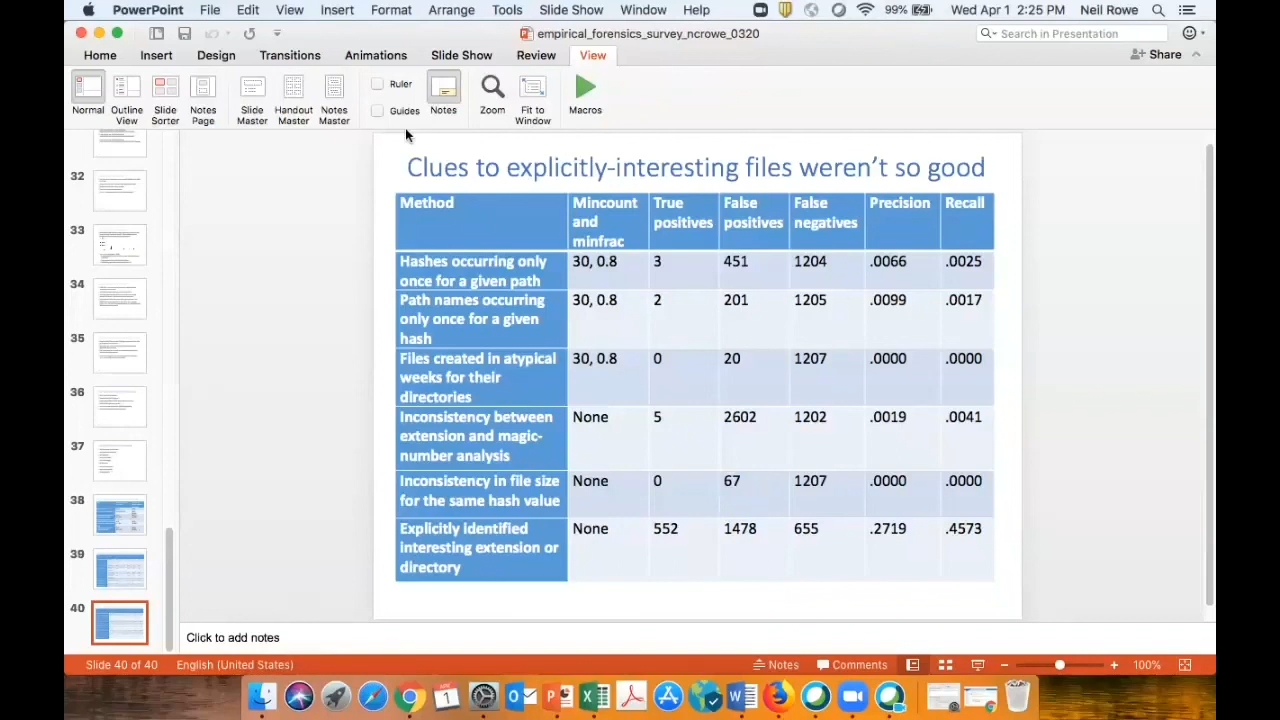 PowerPoint File Edit View Insert Format Arrange Tools Slide Show Window Help 99% Wed Apr 1 2:25 PM Neil Rowe
empirical_forensics_survey_ncrowe_0320 Search in Presentation
Home Insert Design Transitions Animations Slide Show Review View Share
Normal Outline View Slide Sorter Notes Page Slide Master Handout Master Notes Master Ruler Guides Notes Zoom Fit to Window Macros
32
33
34
35
36
37
38
39
40
Clues to explicitly-interesting files weren't so good
Method Mincount and minfrac True positives False positives False negatives Precision Recall
Hashes occurring only once for a given path 30, 0.8 3 451 1204 .0066 .0025
Path names occurring only once for a given hash 30, 0.8 2 201 1205 .0099 .0017
Files created in atypical weeks for their directories 30, 0.8 0 20 1207 .0000 .0000
Inconsistency between extension and magic-number analysis None 5 2602 1202 .0019 .0041
Inconsistency in file size for the same hash value None 0 67 1207 .0000 .0000
Explicitly identified interesting extension or directory None 552 1478 655 .2719 .4573
Click to add notes
Slide 40 of 40 English (United States) Notes Comments 100%